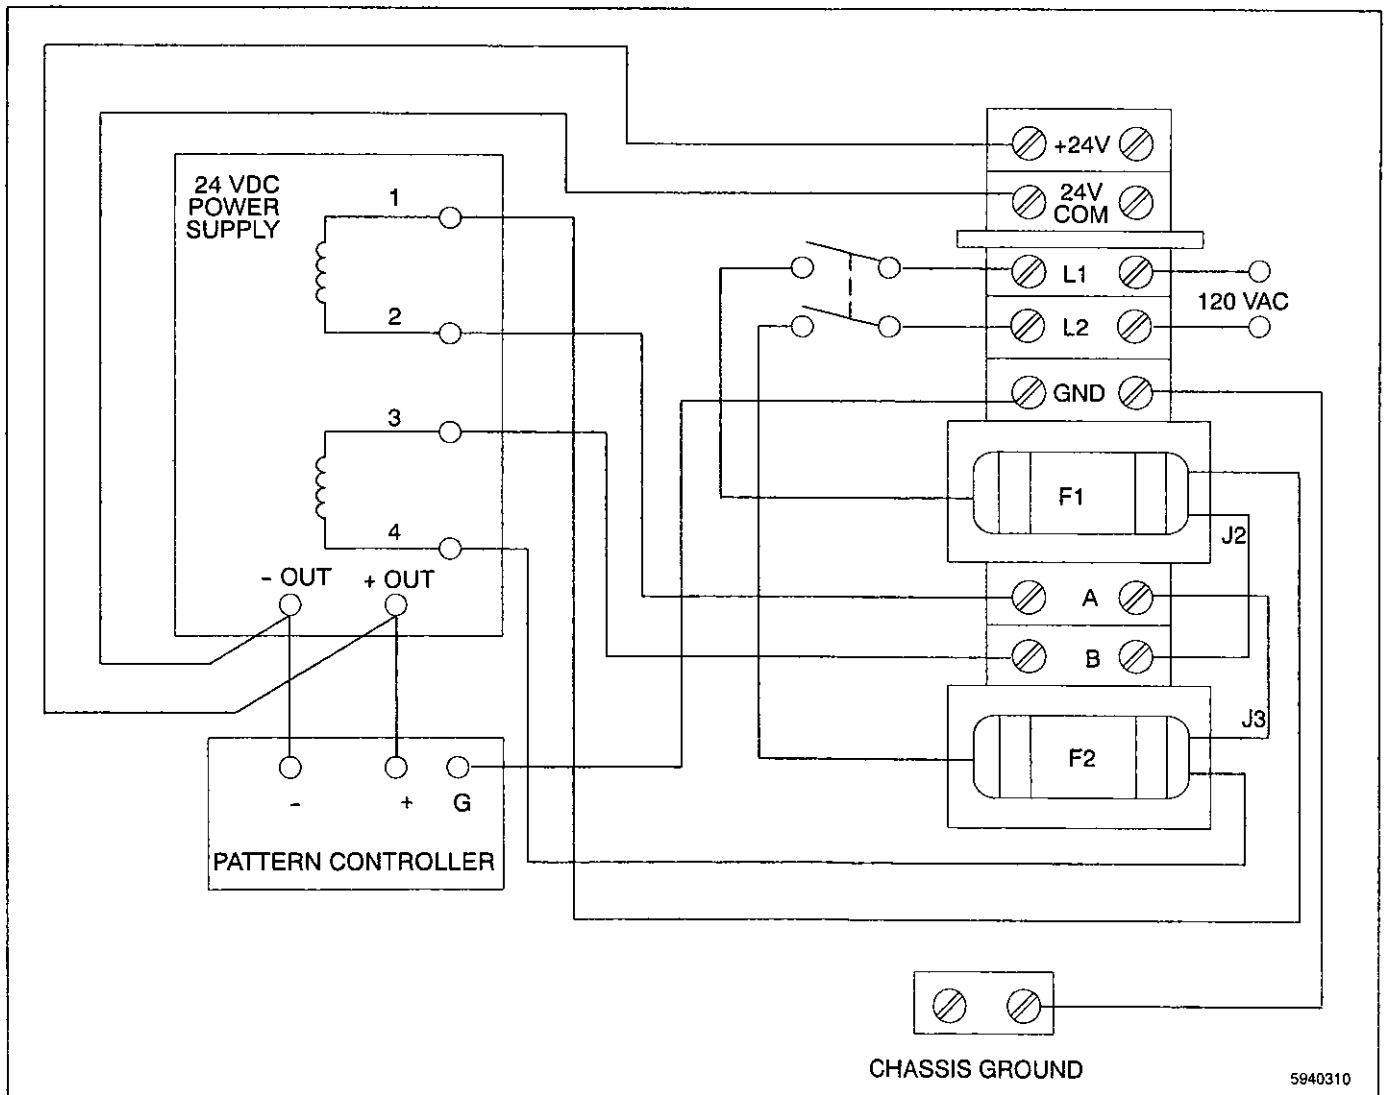 24 VDC
POWER
SUPPLY
1
2
3
4
- OUT
+ OUT
+24V
24V
COM
L1
L2
120 VAC
GND
F1
J2
A
B
J3
F2
-
+
G
PATTERN CONTROLLER
CHASSIS GROUND
5940310